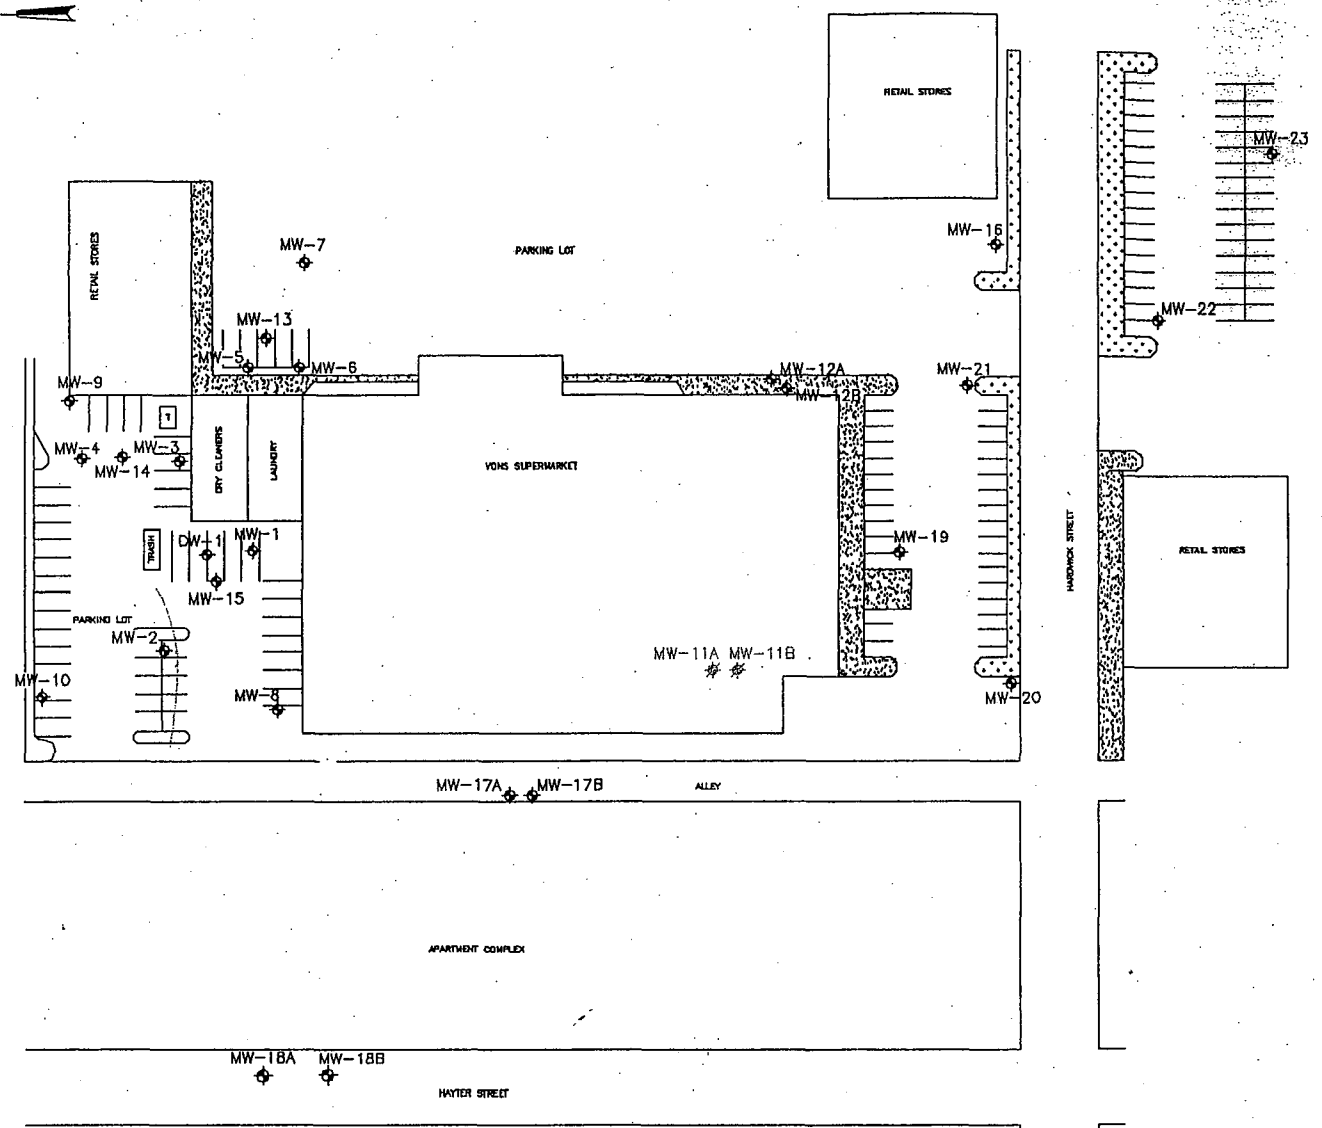 RETAIL STORES
MW-23
MW-16
MW-7
PARKING LOT
RETAIL STORES
MW-22
MW-13
MW-5
MW-6
MW-12A
MW-21
MW-9
MW-12B
T
MW-4
MW-3
MW-14
DRY CLEANERS
LAUNDRY
VONS SUPERMARKET
TRASH
DW-1
MW-1
MW-19
HARDWICK STREET
RETAIL STORES
MW-15
PARKING LOT
MW-2
MW-11A
MW-11B
MW-10
MW-8
MW-20
MW-17A
MW-17B
ALLEY
APARTMENT COMPLEX
MW-18A
MW-18B
HAYTER STREET